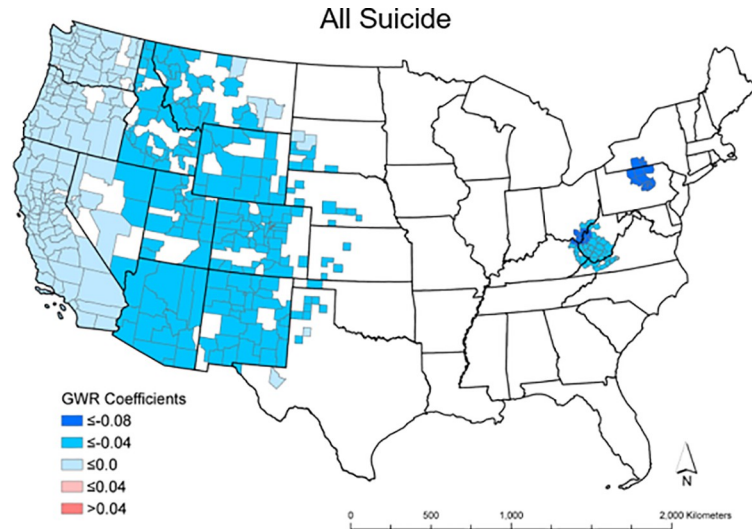 All Suicide
GWR Coefficients
≤-0.08
≤-0.04
≤0.0
≤0.04
>0.04
N
0 500 1,000 2,000 Kilometers